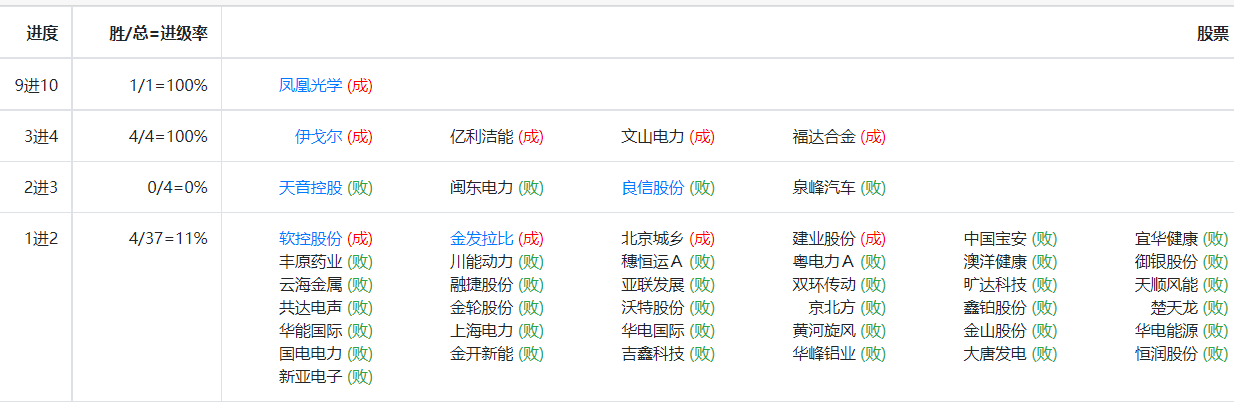 进度 胜/总=进级率 股票
9进10 1/1=100% 凤凰光学 (成)
3进4 4/4=100% 伊戈尔 (成) 亿利洁能 (成) 文山电力 (成) 福达合金 (成)
2进3 0/4=0% 天音控股 (败) 闽东电力 (败) 良信股份 (败) 泉峰汽车 (败)
1进2 4/37=11% 软控股份 (成) 金发拉比 (成) 北京城乡 (成) 建业股份 (成) 中国宝安 (败) 宜华健康 (败)
丰原药业 (败) 川能动力 (败) 穗恒运Ａ (败) 粤电力Ａ (败) 澳洋健康 (败) 御银股份 (败)
云海金属 (败) 融捷股份 (败) 亚联发展 (败) 双环传动 (败) 旷达科技 (败) 天顺风能 (败)
共达电声 (败) 金轮股份 (败) 沃特股份 (败) 京北方 (败) 鑫铂股份 (败) 楚天龙 (败)
华能国际 (败) 上海电力 (败) 华电国际 (败) 黄河旋风 (败) 金山股份 (败) 华电能源 (败)
国电电力 (败) 金开新能 (败) 吉鑫科技 (败) 华峰铝业 (败) 大唐发电 (败) 恒润股份 (败)
新亚电子 (败)